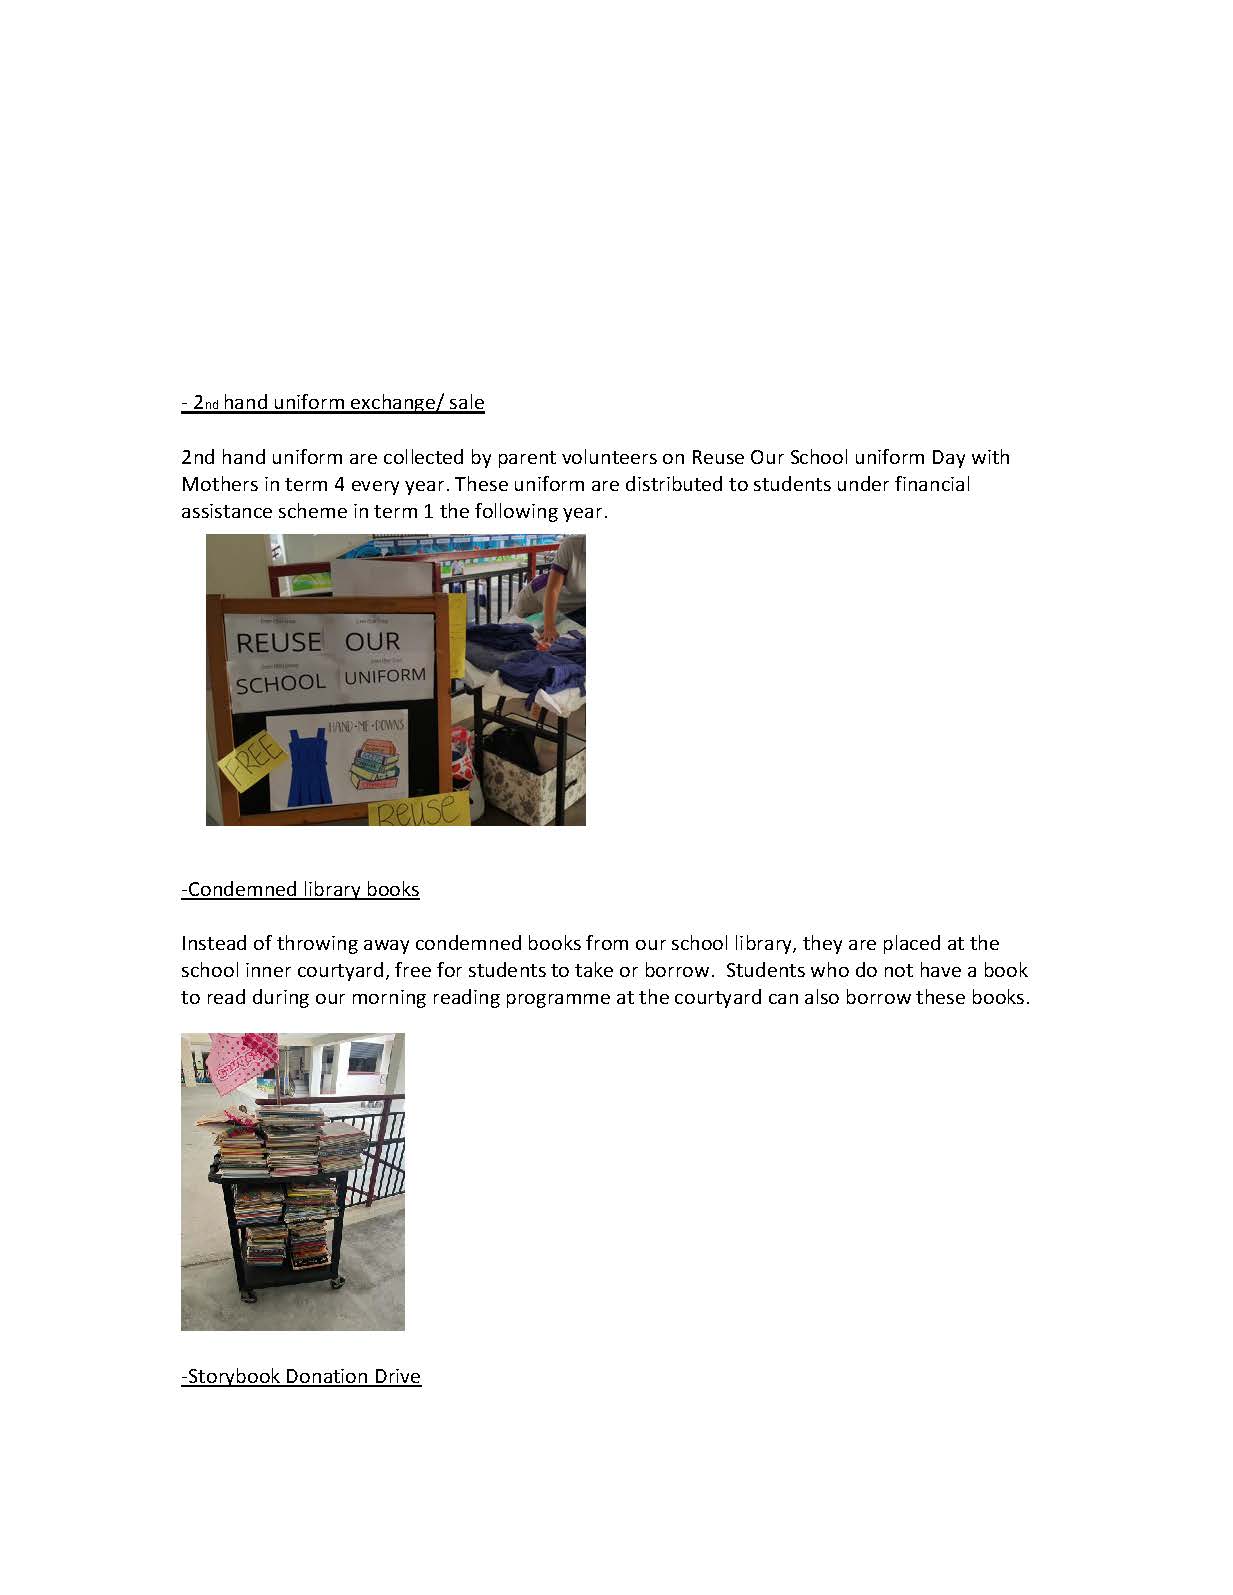 - 2nd hand uniform exchange/ sale
2nd hand uniform are collected by parent volunteers on Reuse Our School uniform Day with
Mothers in term 4 every year. These uniform are distributed to students under financial
assistance scheme in term 1 the following year.
REUSE OUR
SCHOOL UNIFORM
HAND-ME-DOWNS
FREE
Reuse
-Condemned library books
Instead of throwing away condemned books from our school library, they are placed at the
school inner courtyard, free for students to take or borrow.  Students who do not have a book
to read during our morning reading programme at the courtyard can also borrow these books.
-Storybook Donation Drive